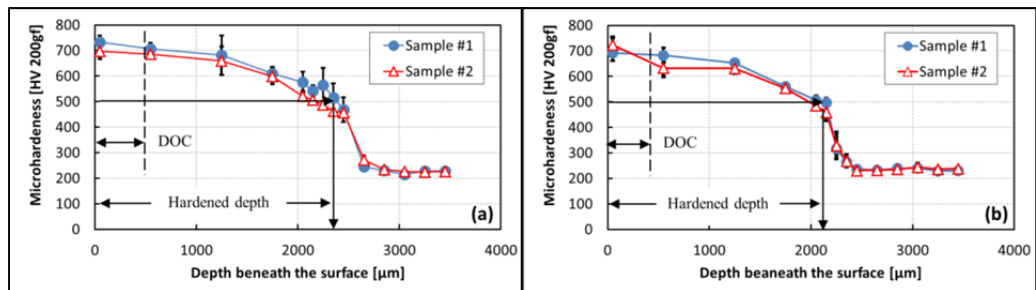 800
700
600
500
400
300
200
100
0
Microhardeness [HV 200gf]
Sample #1
Sample #2
DOC
Hardened depth
(a)
0
1000
2000
3000
4000
Depth beneath the surface [µm]
800
700
600
500
400
300
200
100
0
Microhardness [HV 200gf]
Sample #1
Sample #2
DOC
Hardened depth
(b)
0
1000
2000
3000
4000
Depth beaneath the surface [µm]